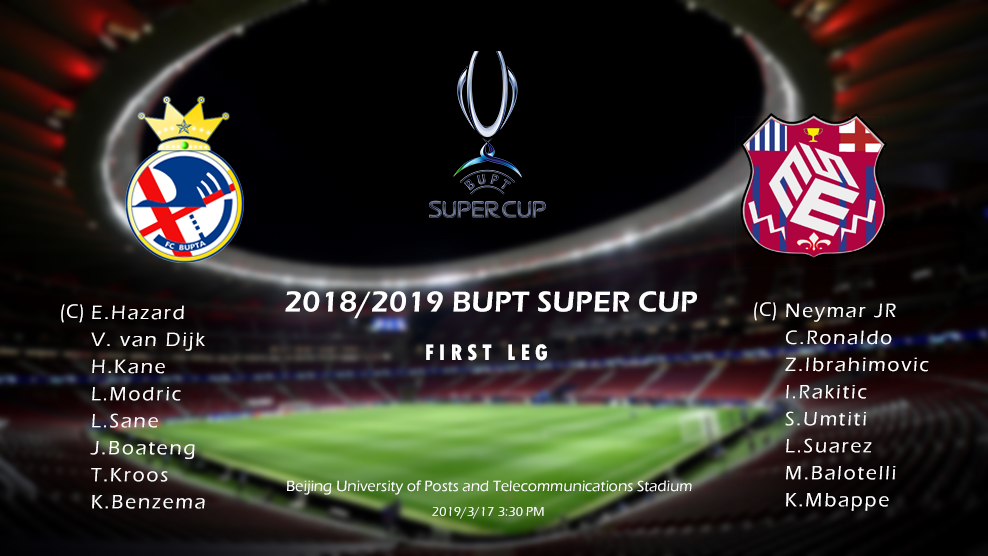 BUPT
SUPER CUP
FC BUPTA
2018/2019 BUPT SUPER CUP
FIRST LEG
(C) E.Hazard
V. van Dijk
H.Kane
L.Modric
L.Sane
J.Boateng
T.Kroos
K.Benzema
(C) Neymar JR
C.Ronaldo
Z.Ibrahimovic
I.Rakitic
S.Umtiti
L.Suarez
M.Balotelli
K.Mbappe
Beijing University of Posts and Telecommunications Stadium
2019/3/17 3:30 PM